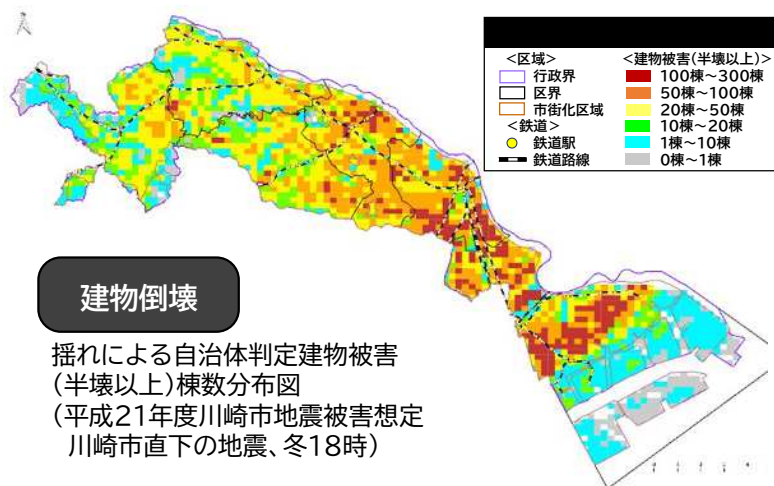 <区域>
行政界
区界
市街化区域
<鉄道>
鉄道駅
鉄道路線
<建物被害(半壊以上)>
100棟~300棟
50棟~100棟
20棟~50棟
10棟~20棟
1棟~10棟
0棟~1棟
建物倒壊
揺れによる自治体判定建物被害
(半壊以上)棟数分布図
(平成21年度川崎市地震被害想定
川崎市直下の地震、冬18時)